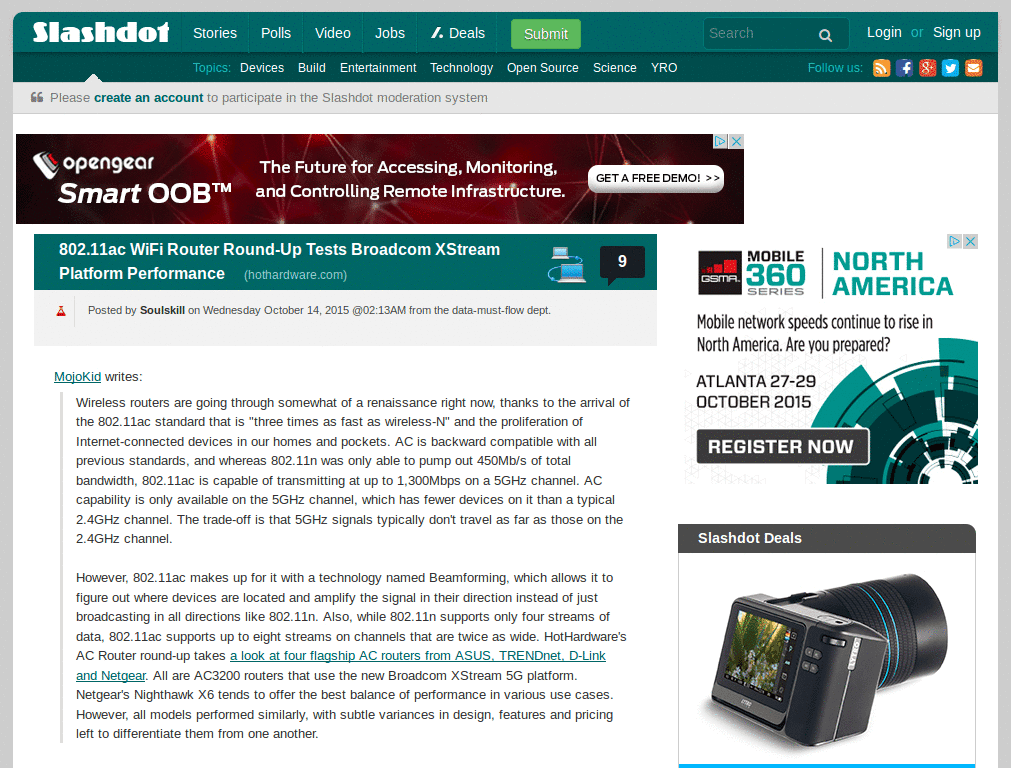 Slashdot Stories Polls Video Jobs Deals Submit Search Login or Sign up
Topics: Devices Build Entertainment Technology Open Source Science YRO Follow us:
Please create an account to participate in the Slashdot moderation system
opengear
Smart OOB™
The Future for Accessing, Monitoring,
and Controlling Remote Infrastructure.
GET A FREE DEMO! >>
802.11ac WiFi Router Round-Up Tests Broadcom XStream
Platform Performance (hothardware.com)
9
Posted by Soulskill on Wednesday October 14, 2015 @02:13AM from the data-must-flow dept.
MojoKid writes:
Wireless routers are going through somewhat of a renaissance right now, thanks to the arrival of
the 802.11ac standard that is "three times as fast as wireless-N" and the proliferation of
Internet-connected devices in our homes and pockets. AC is backward compatible with all
previous standards, and whereas 802.11n was only able to pump out 450Mb/s of total
bandwidth, 802.11ac is capable of transmitting at up to 1,300Mbps on a 5GHz channel. AC
capability is only available on the 5GHz channel, which has fewer devices on it than a typical
2.4GHz channel. The trade-off is that 5GHz signals typically don't travel as far as those on the
2.4GHz channel.
However, 802.11ac makes up for it with a technology named Beamforming, which allows it to
figure out where devices are located and amplify the signal in their direction instead of just
broadcasting in all directions like 802.11n. Also, while 802.11n supports only four streams of
data, 802.11ac supports up to eight streams on channels that are twice as wide. HotHardware's
AC Router round-up takes a look at four flagship AC routers from ASUS, TRENDnet, D-Link
and Netgear. All are AC3200 routers that use the new Broadcom XStream 5G platform.
Netgear's Nighthawk X6 tends to offer the best balance of performance in various use cases.
However, all models performed similarly, with subtle variances in design, features and pricing
left to differentiate them from one another.
GSMA
MOBILE
360
SERIES
NORTH
AMERICA
Mobile network speeds continue to rise in
North America. Are you prepared?
ATLANTA 27-29
OCTOBER 2015
REGISTER NOW
Slashdot Deals